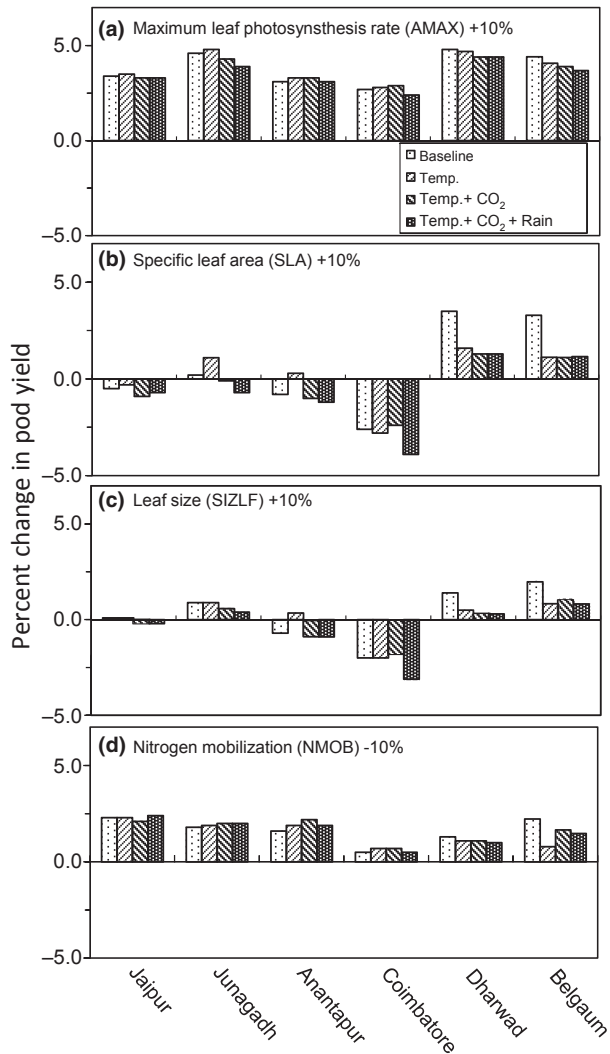 Percent change in pod yield
(a) Maximum leaf photosynsthesis rate (AMAX) +10%
5.0
0.0
–5.0
Baseline
Temp.
Temp.+ CO₂
Temp.+ CO₂ + Rain
(b) Specific leaf area (SLA) +10%
5.0
0.0
–5.0
(c) Leaf size (SIZLF) +10%
5.0
0.0
–5.0
(d) Nitrogen mobilization (NMOB) -10%
5.0
0.0
–5.0
Jaipur
Junagadh
Anantapur
Coimbatore
Dharwad
Belgaum